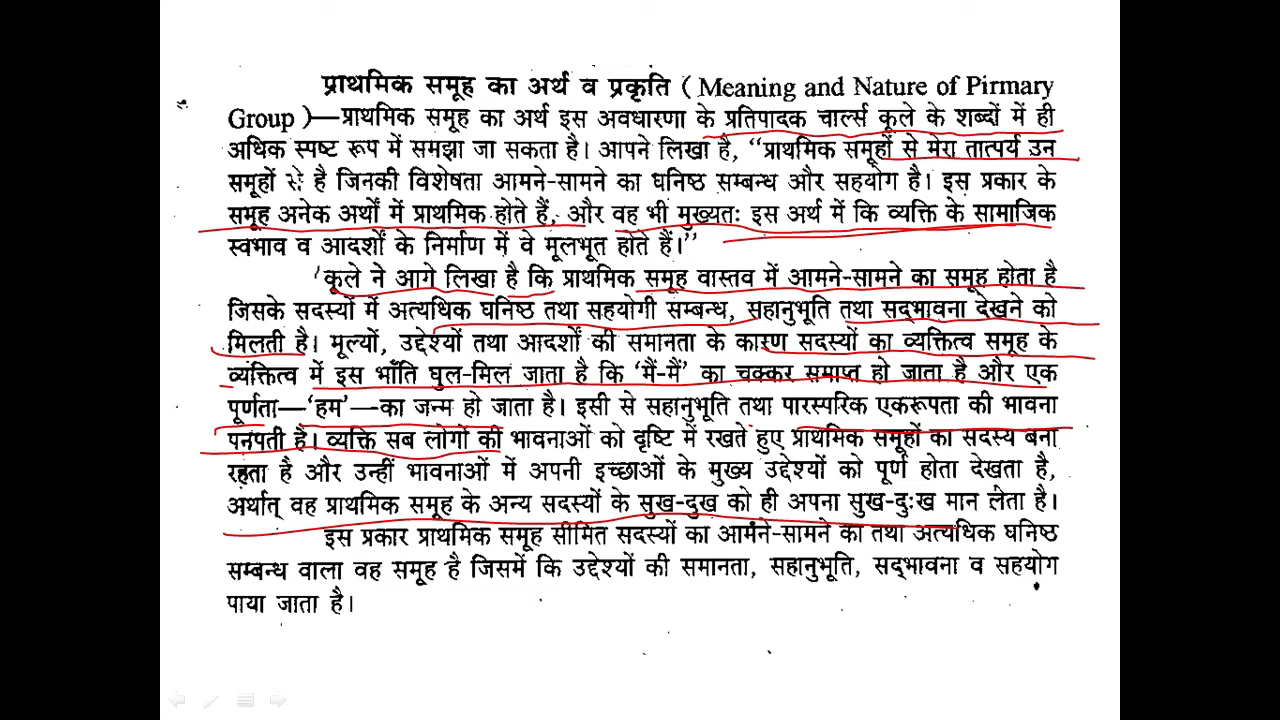 प्राथमिक समूह का अर्थ व प्रकृति ( Meaning and Nature of Pirmary
Group )—प्राथमिक समूह का अर्थ इस अवधारणा के प्रतिपादक चार्ल्स कूले के शब्दों में ही
अधिक स्पष्ट रूप में समझा जा सकता है। आपने लिखा है, “प्राथमिक समूहों से मेरा तात्पर्य उन
समूहों से है जिनकी विशेषता आमने-सामने का घनिष्ठ सम्बन्ध और सहयोग है। इस प्रकार के
समूह अनेक अर्थों में प्राथमिक होते हैं, और वह भी मुख्यतः इस अर्थ में कि व्यक्ति के सामाजिक
स्वभाव व आदर्शों के निर्माण में वे मूलभूत होते हैं।”
कूले ने आगे लिखा है कि प्राथमिक समूह वास्तव में आमने-सामने का समूह होता है
जिसके सदस्यों में अत्यधिक घनिष्ठ तथा सहयोगी सम्बन्ध, सहानुभूति तथा सद्भावना देखने को
मिलती है। मूल्यों, उद्देश्यों तथा आदर्शों की समानता के कारण सदस्यों का व्यक्तित्व समूह के
व्यक्तित्व में इस भाँति घुल-मिल जाता है कि ‘मैं-मैं’ का चक्कर समाप्त हो जाता है और एक
पूर्णता—‘हम’—का जन्म हो जाता है। इसी से सहानुभूति तथा पारस्परिक एकरूपता की भावना
पनपती है। व्यक्ति सब लोगों की भावनाओं को दृष्टि में रखते हुए प्राथमिक समूहों का सदस्य बना
रहता है और उन्हीं भावनाओं में अपनी इच्छाओं के मुख्य उद्देश्यों को पूर्ण होता देखता है,
अर्थात् वह प्राथमिक समूह के अन्य सदस्यों के सुख-दुख को ही अपना सुख-दुःख मान लेता है।
इस प्रकार प्राथमिक समूह सीमित सदस्यों का आमने-सामने का तथा अत्यधिक घनिष्ठ
सम्बन्ध वाला वह समूह है जिसमें कि उद्देश्यों की समानता, सहानुभूति, सद्भावना व सहयोग
पाया जाता है।